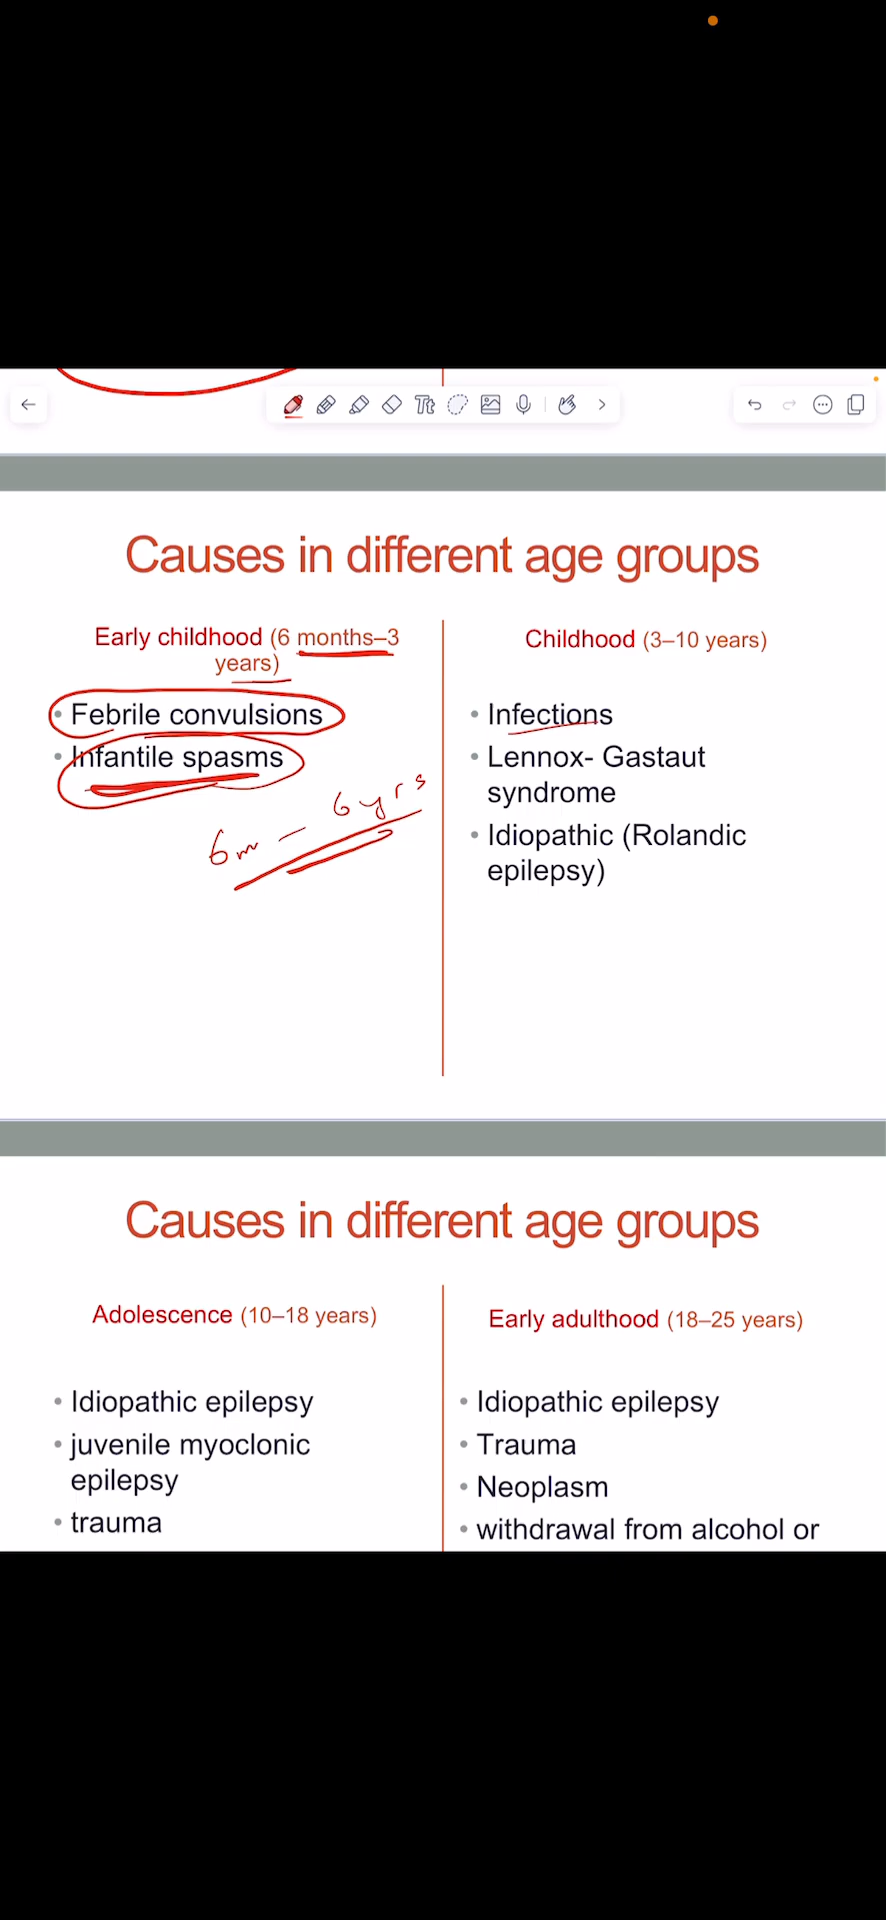 Tt
Causes in different age groups
Early childhood (6 months–3
years)
• Febrile convulsions
• Infantile spasms
6m – 6yrs
Childhood (3–10 years)
• Infections
• Lennox- Gastaut
syndrome
• Idiopathic (Rolandic
epilepsy)
Causes in different age groups
Adolescence (10–18 years)
• Idiopathic epilepsy
• juvenile myoclonic
epilepsy
• trauma
Early adulthood (18–25 years)
• Idiopathic epilepsy
• Trauma
• Neoplasm
• withdrawal from alcohol or